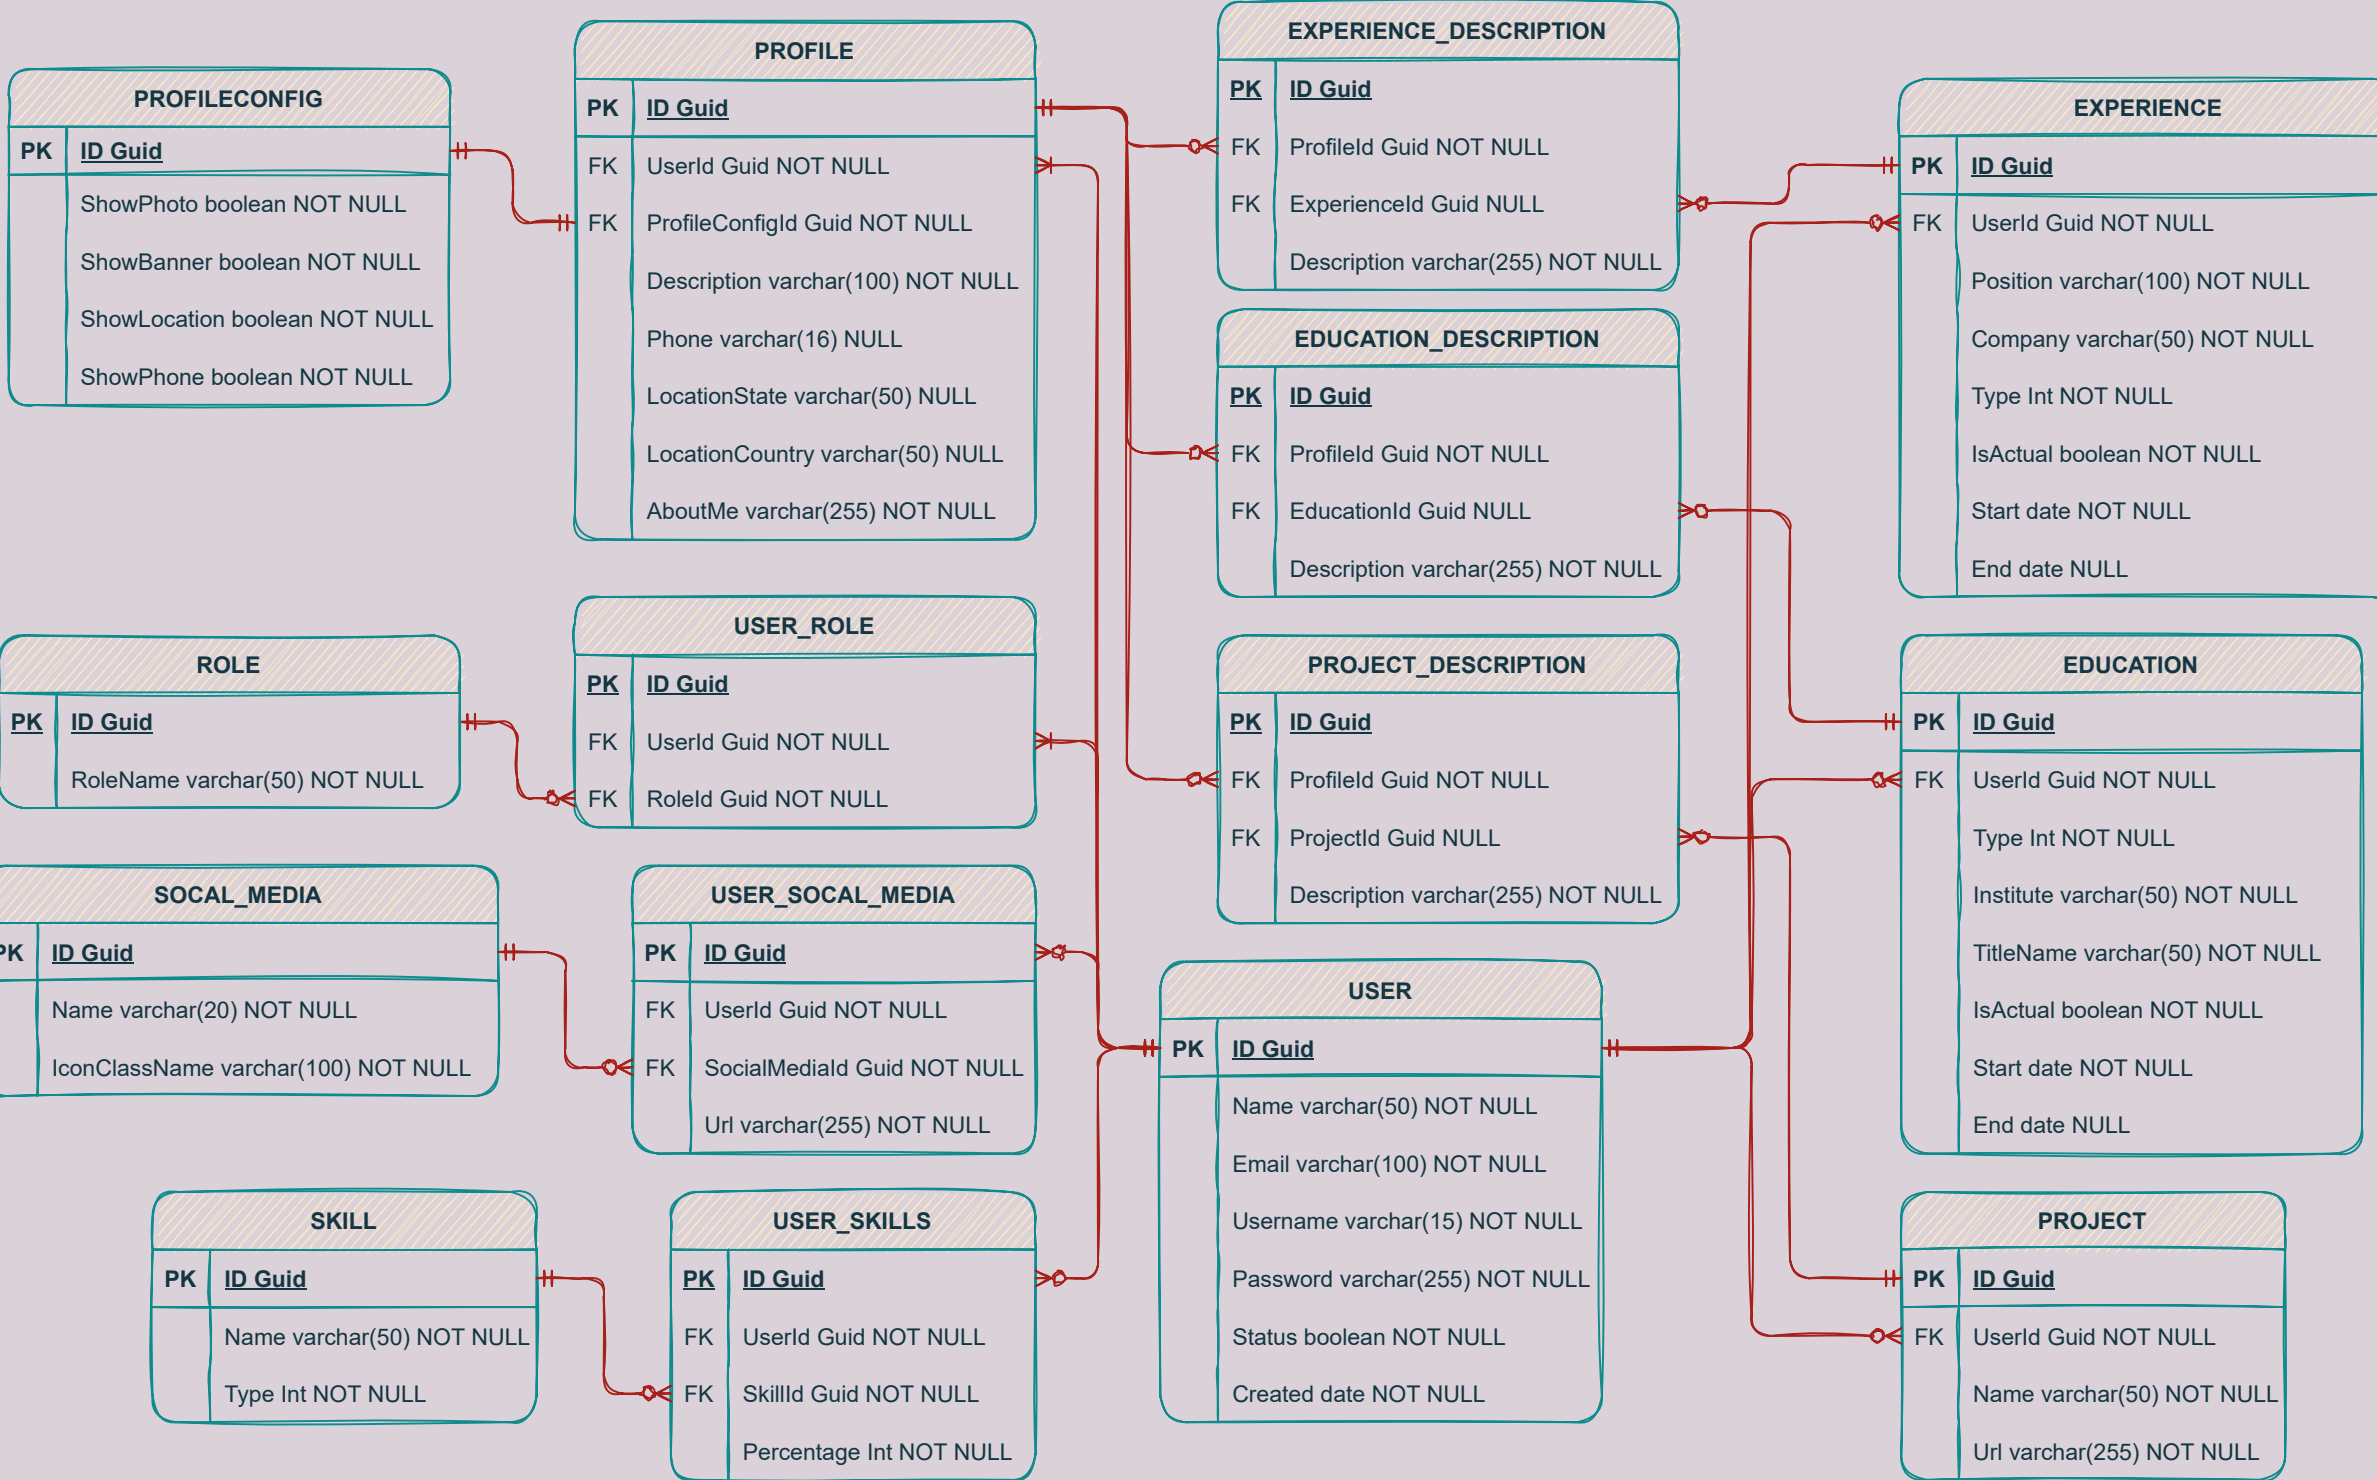 PROFILECONFIG
PK ID Guid
ShowPhoto boolean NOT NULL
ShowBanner boolean NOT NULL
ShowLocation boolean NOT NULL
ShowPhone boolean NOT NULL
PROFILE
PK ID Guid
FK UserId Guid NOT NULL
FK ProfileConfigId Guid NOT NULL
Description varchar(100) NOT NULL
Phone varchar(16) NULL
LocationState varchar(50) NULL
LocationCountry varchar(50) NULL
AboutMe varchar(255) NOT NULL
EXPERIENCE_DESCRIPTION
PK ID Guid
FK ProfileId Guid NOT NULL
FK ExperienceId Guid NULL
Description varchar(255) NOT NULL
EXPERIENCE
PK ID Guid
FK UserId Guid NOT NULL
Position varchar(100) NOT NULL
Company varchar(50) NOT NULL
Type Int NOT NULL
IsActual boolean NOT NULL
Start date NOT NULL
End date NULL
EDUCATION_DESCRIPTION
PK ID Guid
FK ProfileId Guid NOT NULL
FK EducationId Guid NULL
Description varchar(255) NOT NULL
ROLE
PK ID Guid
RoleName varchar(50) NOT NULL
USER_ROLE
PK ID Guid
FK UserId Guid NOT NULL
FK RoleId Guid NOT NULL
PROJECT_DESCRIPTION
PK ID Guid
FK ProfileId Guid NOT NULL
FK ProjectId Guid NULL
Description varchar(255) NOT NULL
EDUCATION
PK ID Guid
FK UserId Guid NOT NULL
Type Int NOT NULL
Institute varchar(50) NOT NULL
TitleName varchar(50) NOT NULL
IsActual boolean NOT NULL
Start date NOT NULL
End date NULL
SOCAL_MEDIA
PK ID Guid
Name varchar(20) NOT NULL
IconClassName varchar(100) NOT NULL
USER_SOCAL_MEDIA
PK ID Guid
FK UserId Guid NOT NULL
FK SocialMediaId Guid NOT NULL
Url varchar(255) NOT NULL
USER
PK ID Guid
Name varchar(50) NOT NULL
Email varchar(100) NOT NULL
Username varchar(15) NOT NULL
Password varchar(255) NOT NULL
Status boolean NOT NULL
Created date NOT NULL
SKILL
PK ID Guid
Name varchar(50) NOT NULL
Type Int NOT NULL
USER_SKILLS
PK ID Guid
FK UserId Guid NOT NULL
FK SkillId Guid NOT NULL
Percentage Int NOT NULL
PROJECT
PK ID Guid
FK UserId Guid NOT NULL
Name varchar(50) NOT NULL
Url varchar(255) NOT NULL